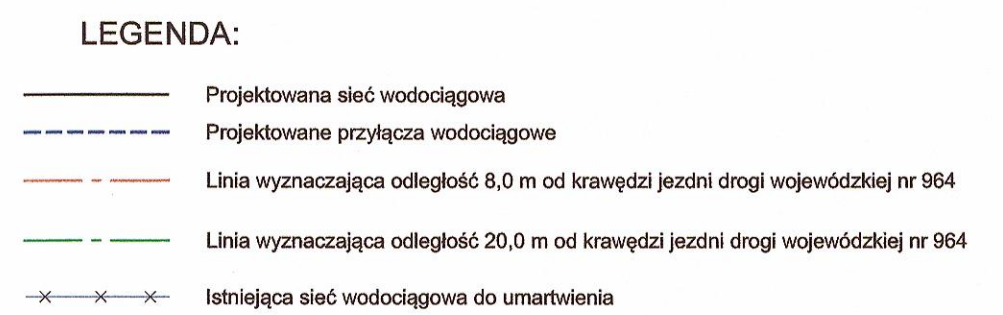 LEGENDA:
Projektowana sieć wodociągowa
Projektowane przyłącza wodociągowe
Linia wyznaczająca odległość 8,0 m od krawędzi jezdni drogi wojewódzkiej nr 964
Linia wyznaczająca odległość 20,0 m od krawędzi jezdni drogi wojewódzkiej nr 964
Istniejąca sieć wodociągowa do umartwienia